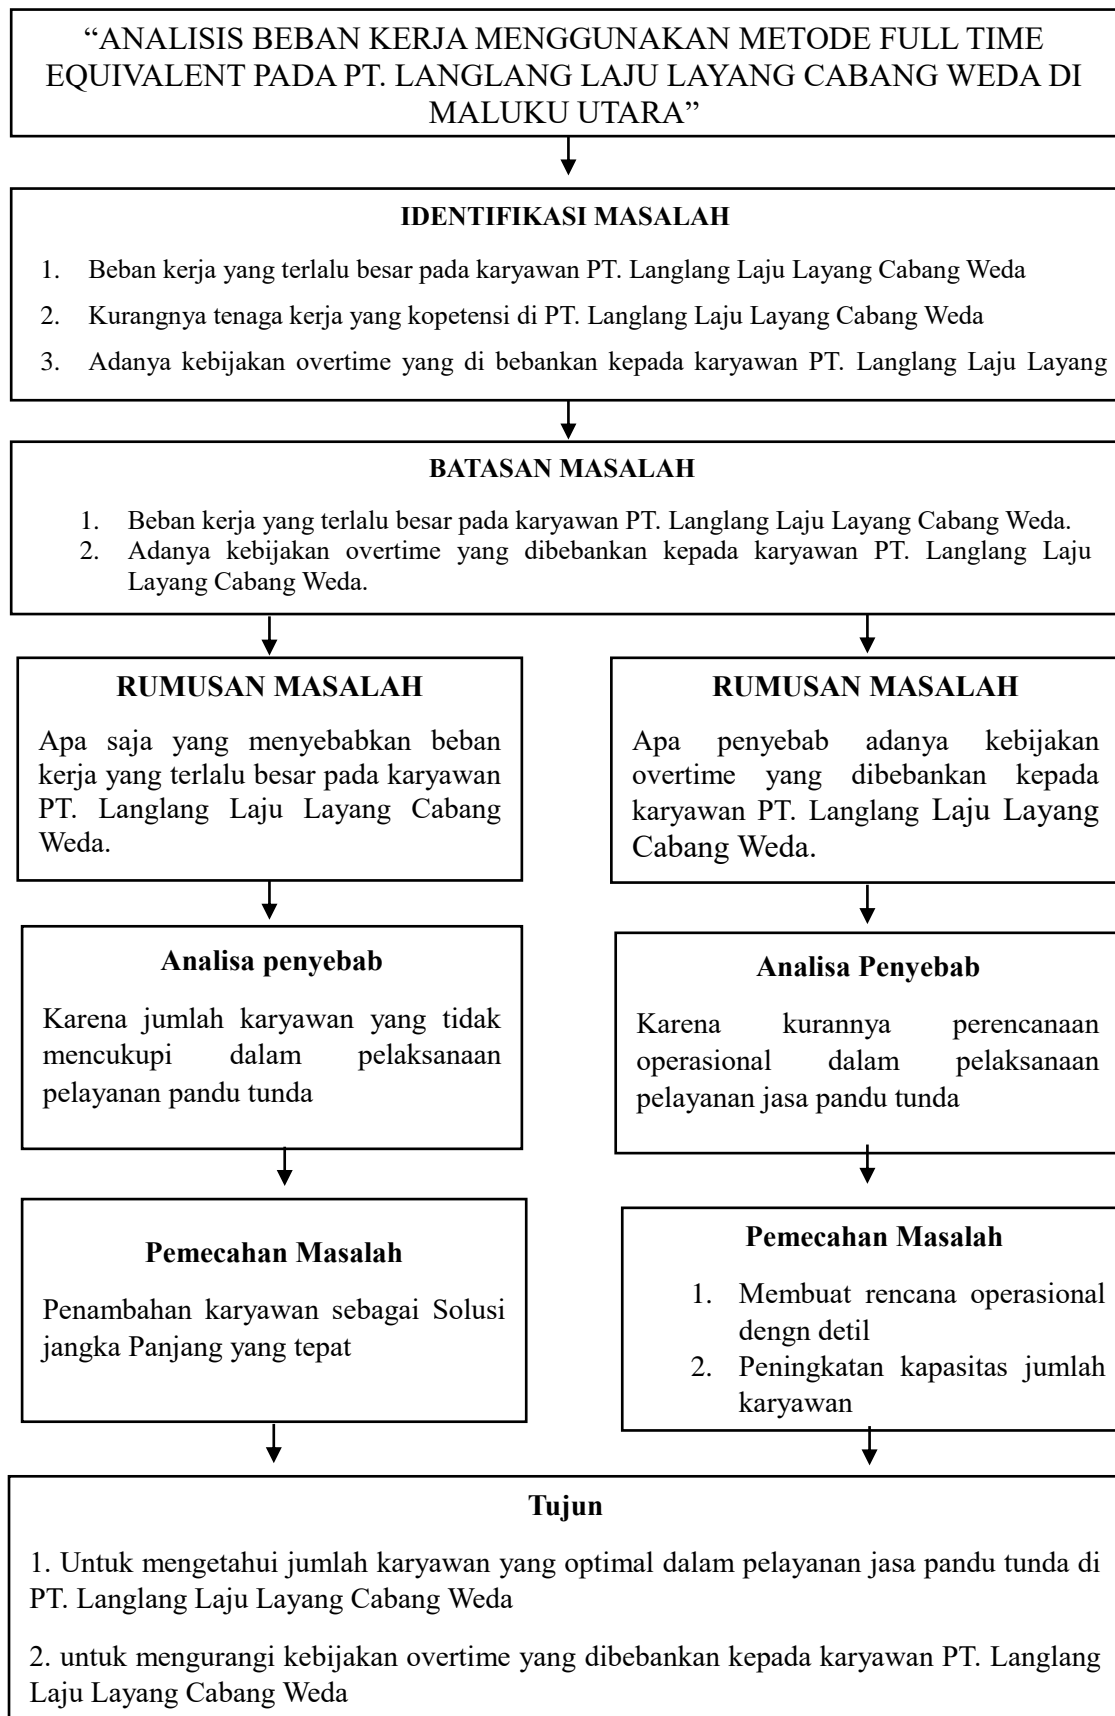 “ANALISIS BEBAN KERJA MENGGUNAKAN METODE FULL TIME
EQUIVALENT PADA PT. LANGLANG LAJU LAYANG CABANG WEDA DI
MALUKU UTARA”
IDENTIFIKASI MASALAH
1. Beban kerja yang terlalu besar pada karyawan PT. Langlang Laju Layang Cabang Weda
2. Kurangnya tenaga kerja yang kopetensi di PT. Langlang Laju Layang Cabang Weda
3. Adanya kebijakan overtime yang di bebankan kepada karyawan PT. Langlang Laju Layang
BATASAN MASALAH
1. Beban kerja yang terlalu besar pada karyawan PT. Langlang Laju Layang Cabang Weda.
2. Adanya kebijakan overtime yang dibebankan kepada karyawan PT. Langlang Laju
Layang Cabang Weda.
RUMUSAN MASALAH
Apa saja yang menyebabkan beban
kerja yang terlalu besar pada karyawan
PT. Langlang Laju Layang Cabang
Weda.
RUMUSAN MASALAH
Apa penyebab adanya kebijakan
overtime yang dibebankan kepada
karyawan PT. Langlang Laju Layang
Cabang Weda.
Analisa penyebab
Karena jumlah karyawan yang tidak
mencukupi dalam pelaksanaan
pelayanan pandu tunda
Analisa Penyebab
Karena kurannya perencanaan
operasional dalam pelaksanaan
pelayanan jasa pandu tunda
Pemecahan Masalah
Penambahan karyawan sebagai Solusi
jangka Panjang yang tepat
Pemecahan Masalah
1. Membuat rencana operasional
dengn detil
2. Peningkatan kapasitas jumlah
karyawan
Tujun
1. Untuk mengetahui jumlah karyawan yang optimal dalam pelayanan jasa pandu tunda di
PT. Langlang Laju Layang Cabang Weda
2. untuk mengurangi kebijakan overtime yang dibebankan kepada karyawan PT. Langlang
Laju Layang Cabang Weda